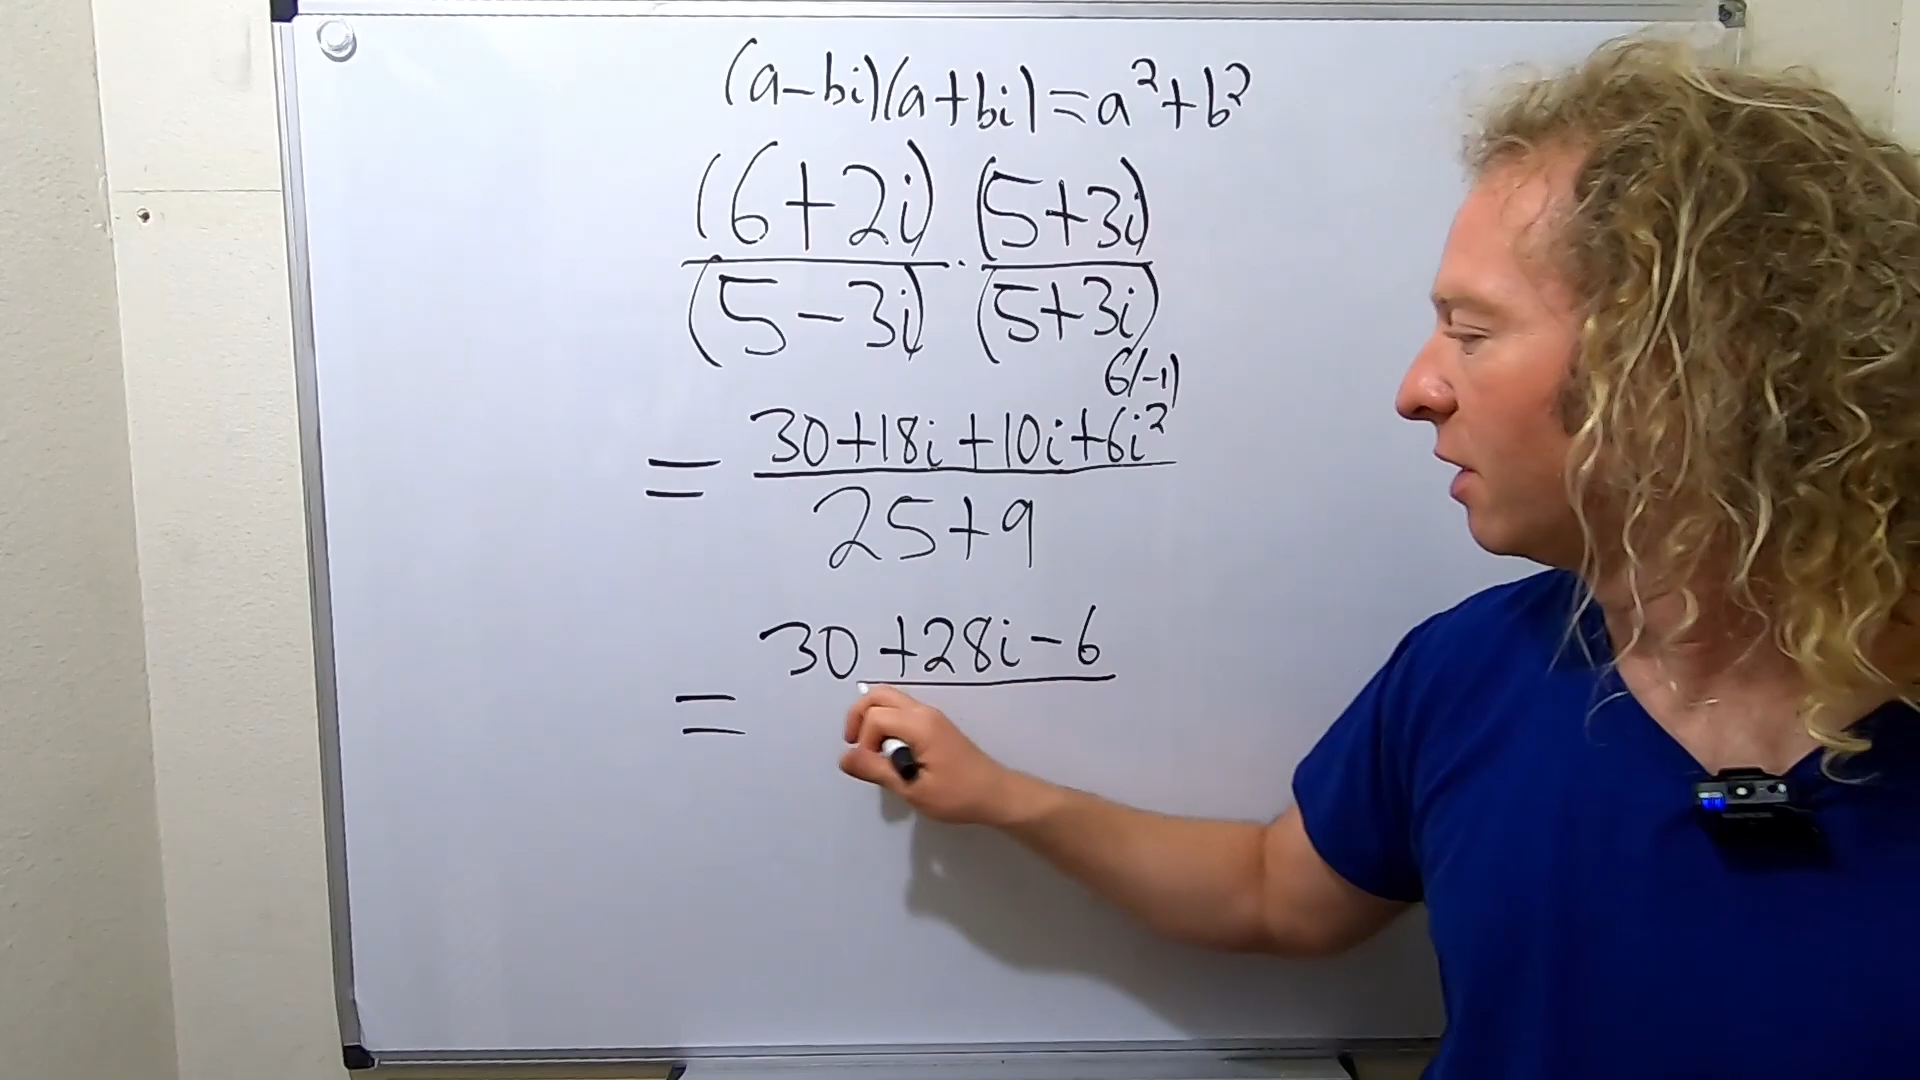 (a-bi)(a+bi)=a²+b²
(6+2i) · (5+3i)
(5-3i) (5+3i)
6(-1)
= 30+18i+10i+6i²
25+9
= 30+28i-6